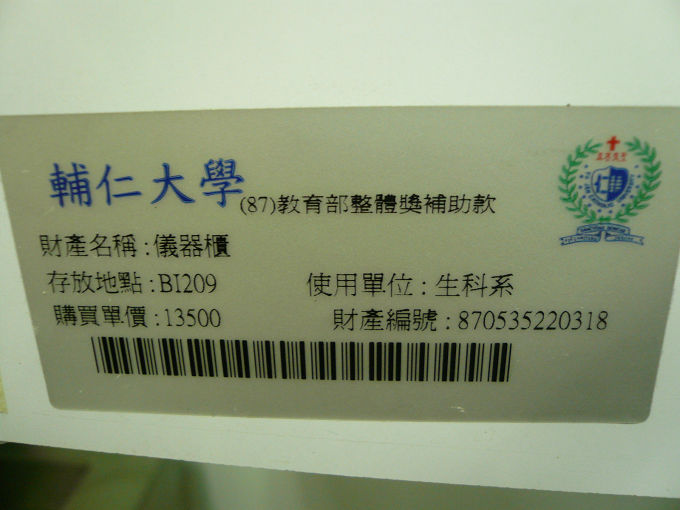 輔仁大學 (87)教育部整體獎補助款
財產名稱:儀器櫃
存放地點:BI209 使用單位:生科系
購買單價:13500 財產編號:870535220318